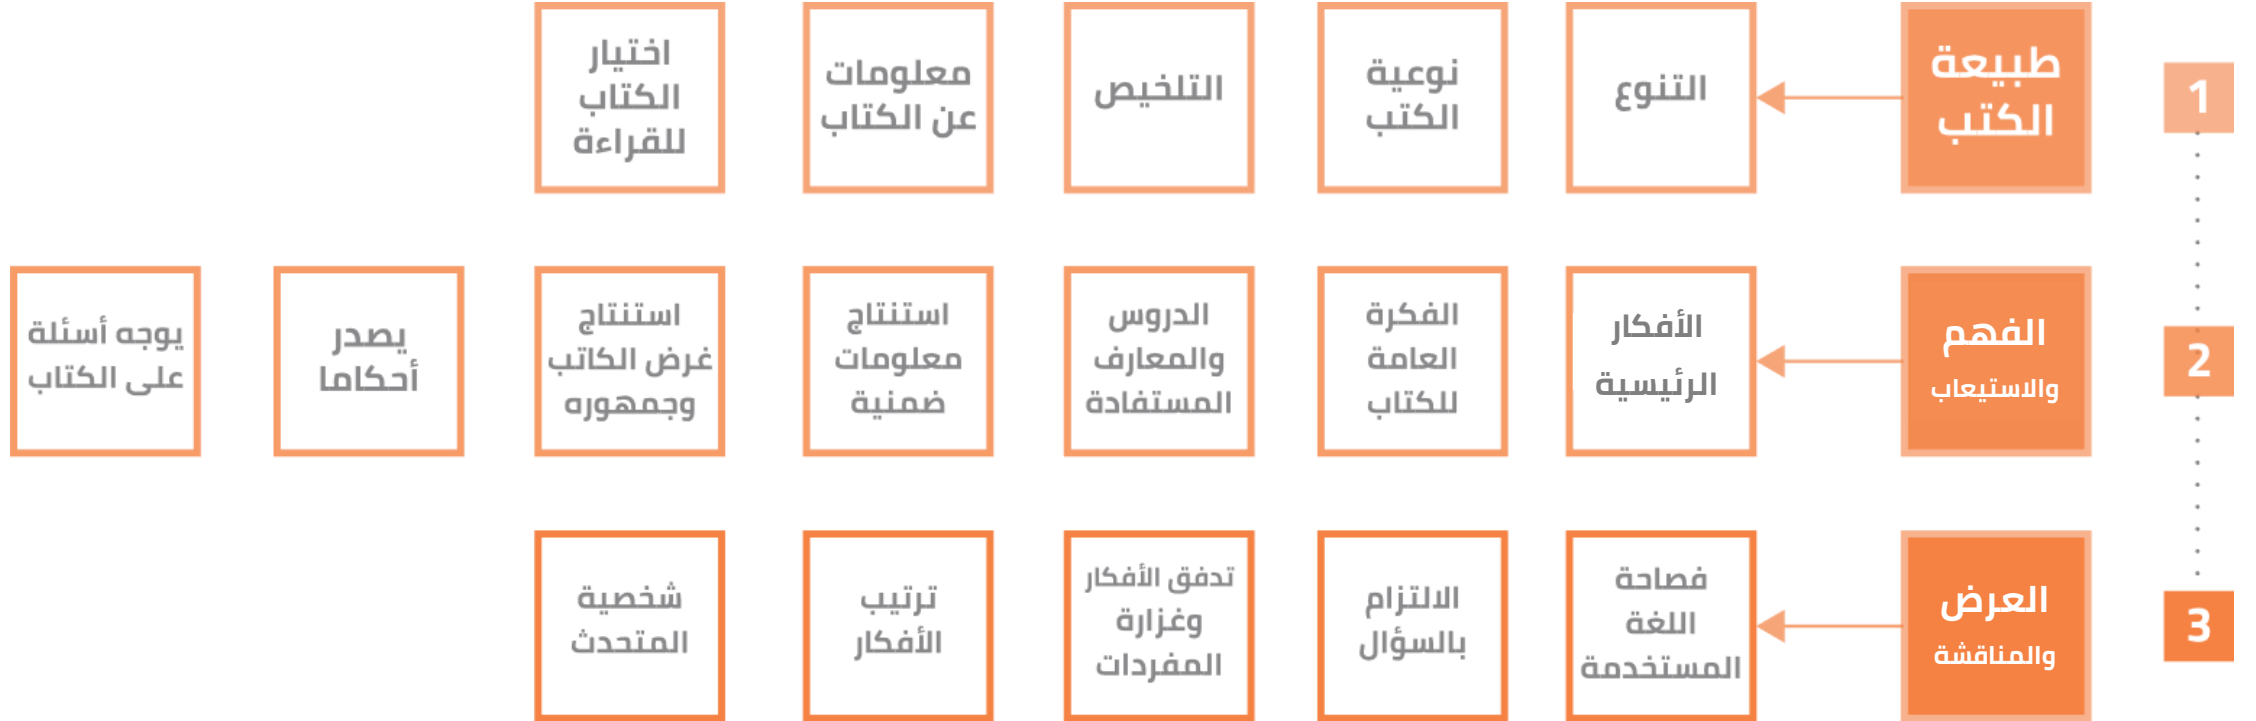 1
طبيعة
الكتب
التنوع
نوعية
الكتب
التلخيص
معلومات
عن الكتاب
اختيار
الكتاب
للقراءة
2
الفهم
والاستيعاب
الأفكار
الرئيسية
الفكرة
العامة
للكتاب
الدروس
والمعارف
المستفادة
استنتاج
معلومات
ضمنية
استنتاج
غرض الكاتب
وجمهوره
يصدر
أحكاما
يوجه أسئلة
على الكتاب
3
العرض
والمناقشة
فصاحة
اللغة
المستخدمة
الالتزام
بالسؤال
تدفق الأفكار
وغزارة
المفردات
ترتيب
الأفكار
شخصية
المتحدث